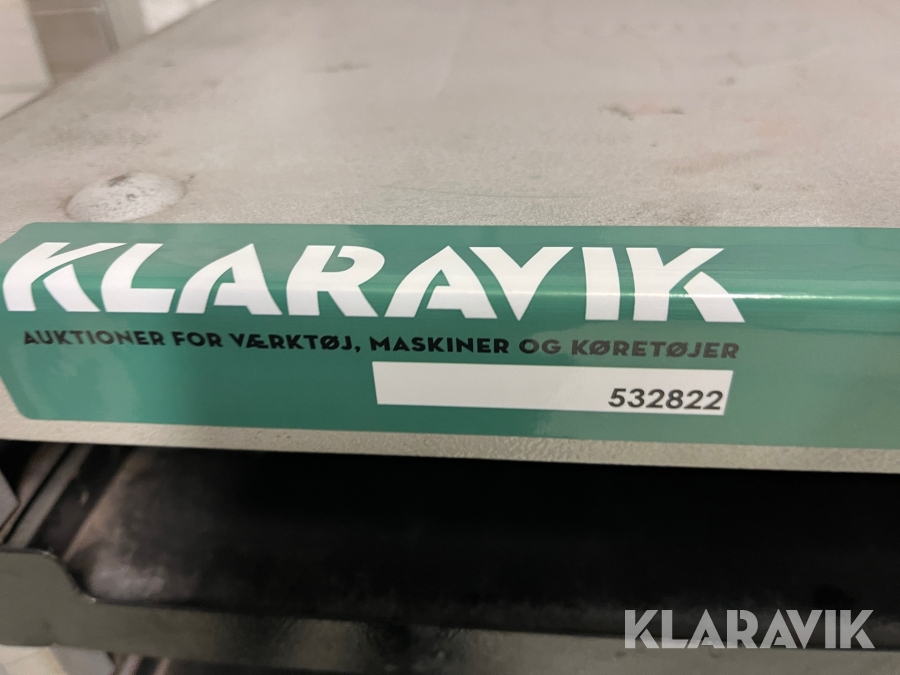 KLARAVIK
AUKTIONER FOR VÆRKTØJ, MASKINER OG KØRETØJER
532822
KLARAVIK